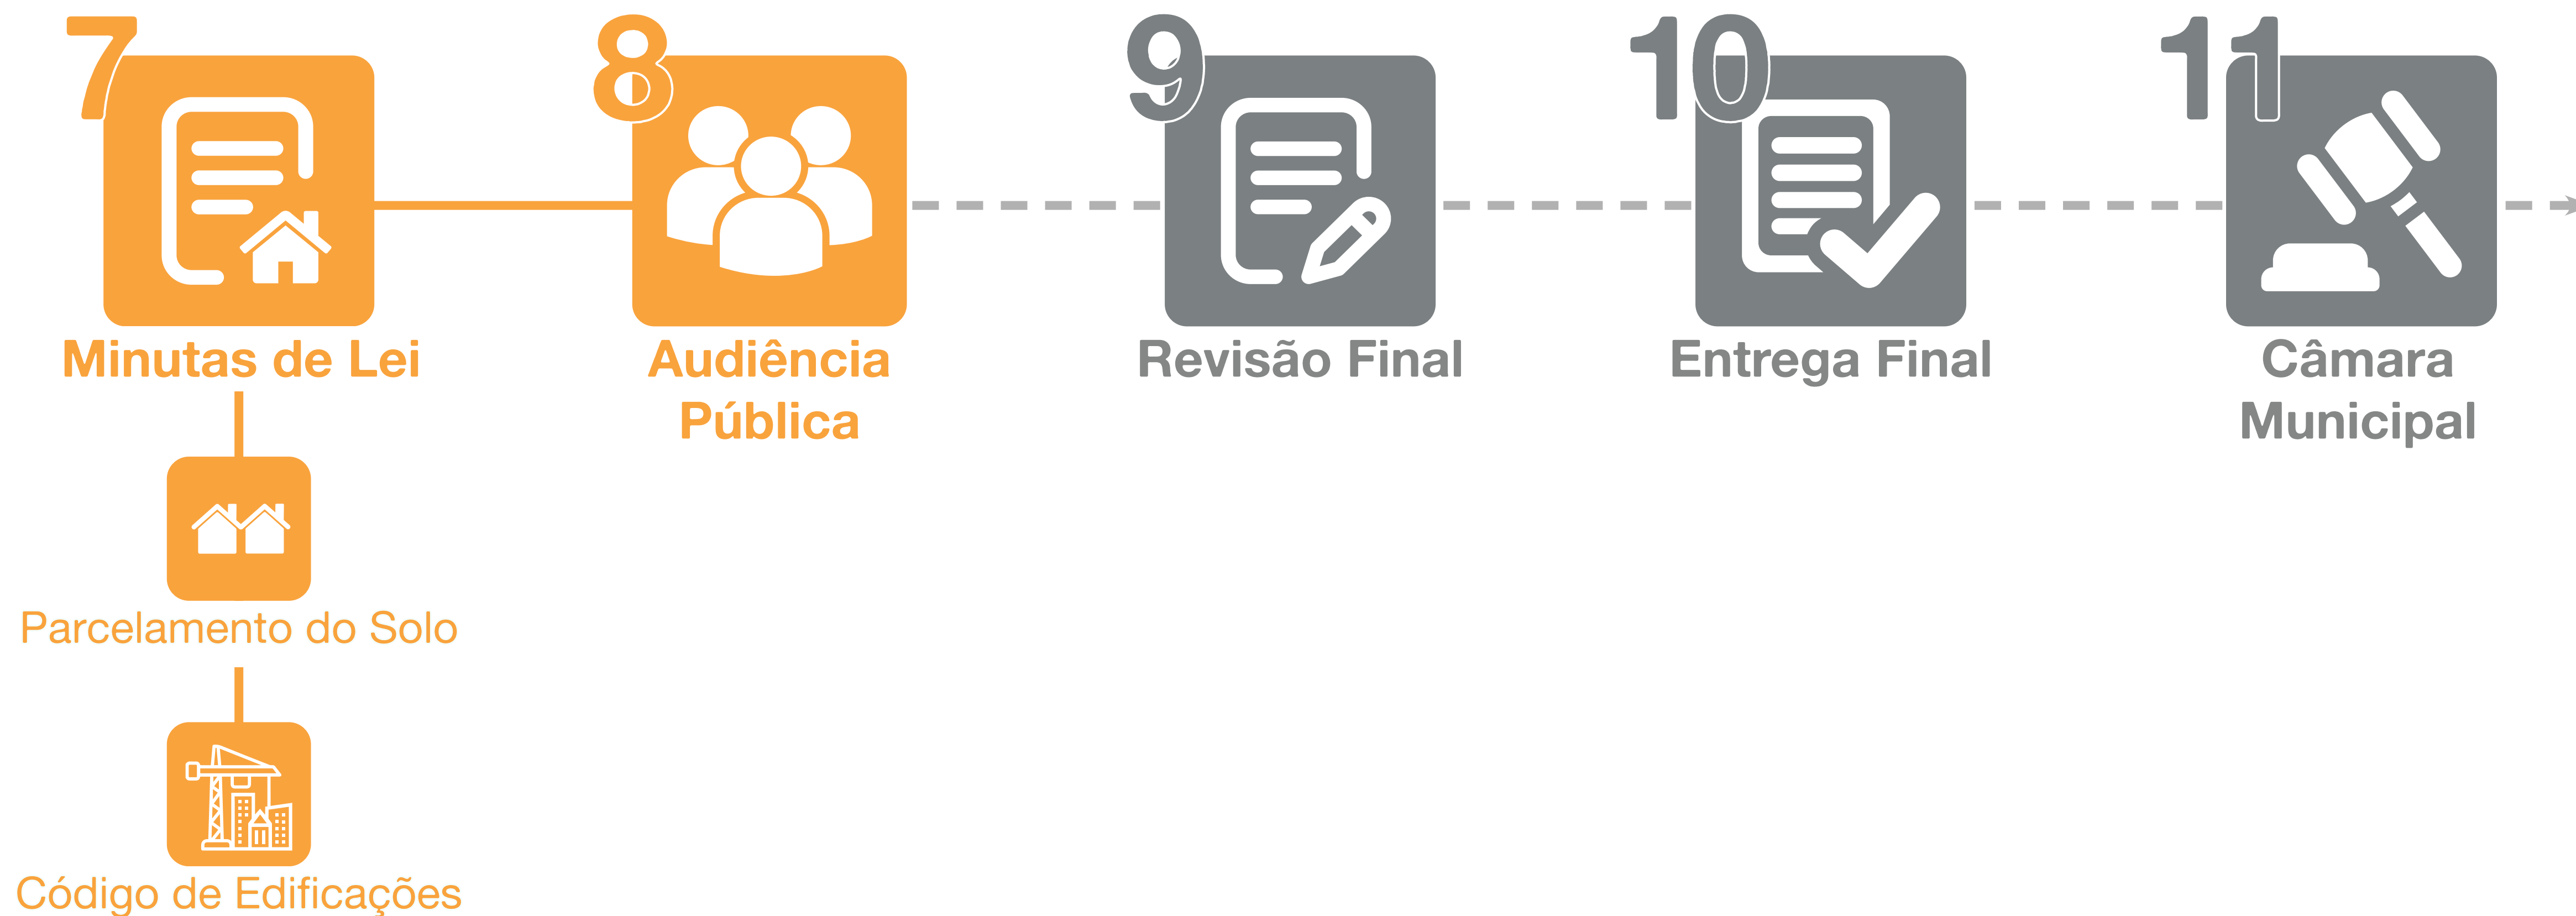 7
8
9
10
11
Minutas de Lei
Audiência
Pública
Revisão Final
Entrega Final
Câmara
Municipal
Parcelamento do Solo
Código de Edificações